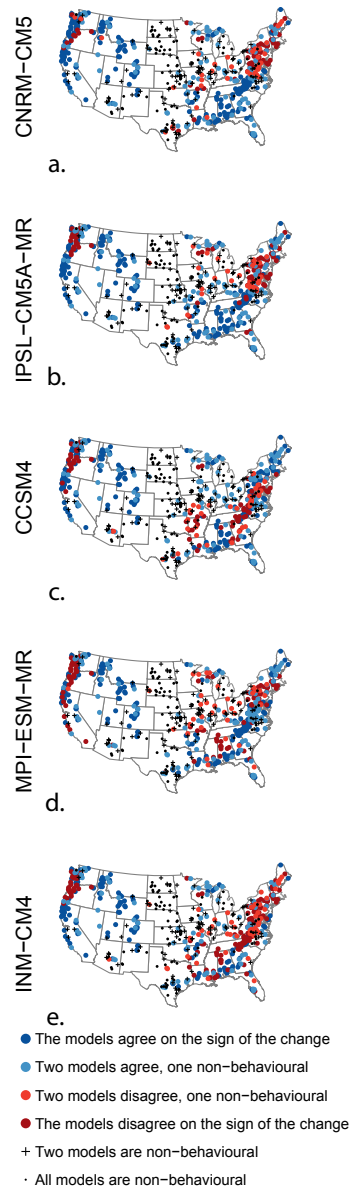 CNRM−CM5
a.
IPSL−CM5A−MR
b.
CCSM4
c.
MPI−ESM−MR
d.
INM−CM4
e.
The models agree on the sign of the change
Two models agree, one non−behavioural
Two models disagree, one non−behavioural
The models disagree on the sign of the change
+ Two models are non−behavioural
· All models are non−behavioural